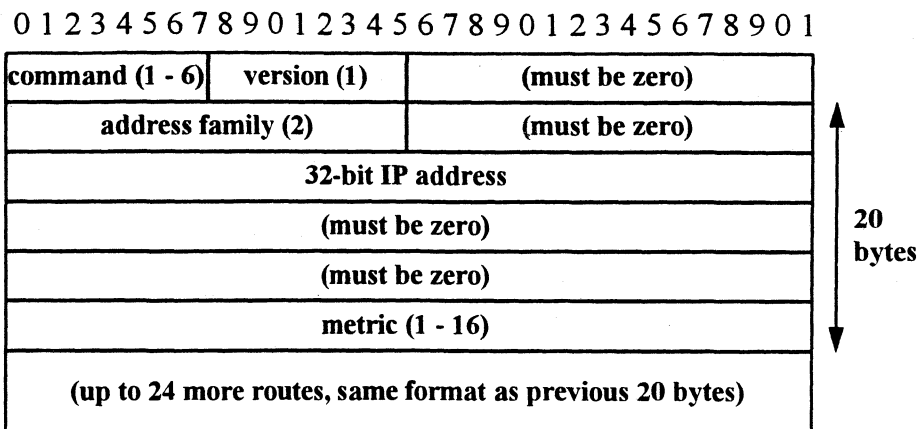 0 1 2 3 4 5 6 7 8 9 0 1 2 3 4 5 6 7 8 9 0 1 2 3 4 5 6 7 8 9 0 1
command (1 - 6) version (1) (must be zero)
address family (2) (must be zero)
32-bit IP address
(must be zero)
(must be zero)
metric (1 - 16)
20
bytes
(up to 24 more routes, same format as previous 20 bytes)